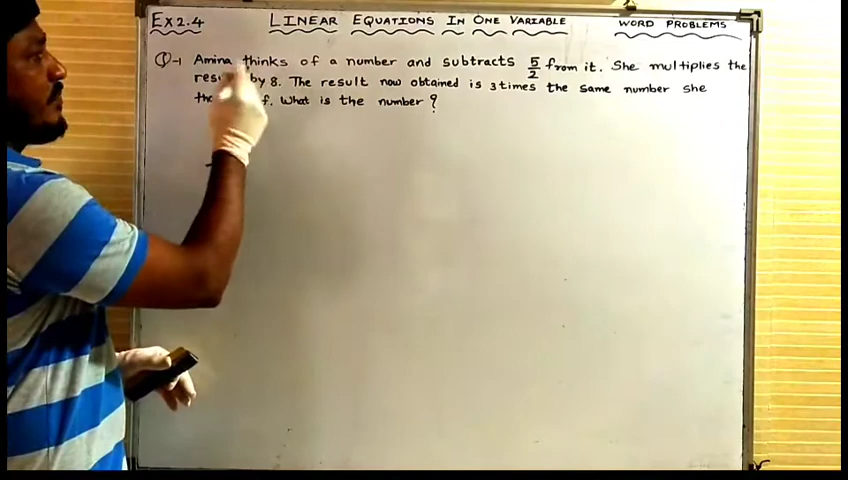 Ex 2.4 LINEAR EQUATIONS IN ONE VARIABLE WORD PROBLEMS
Q-1 Amina thinks of a number and subtracts 5/2 from it. She multiplies the
by 8. The result now obtained is 3 times the same number she
What is the number?